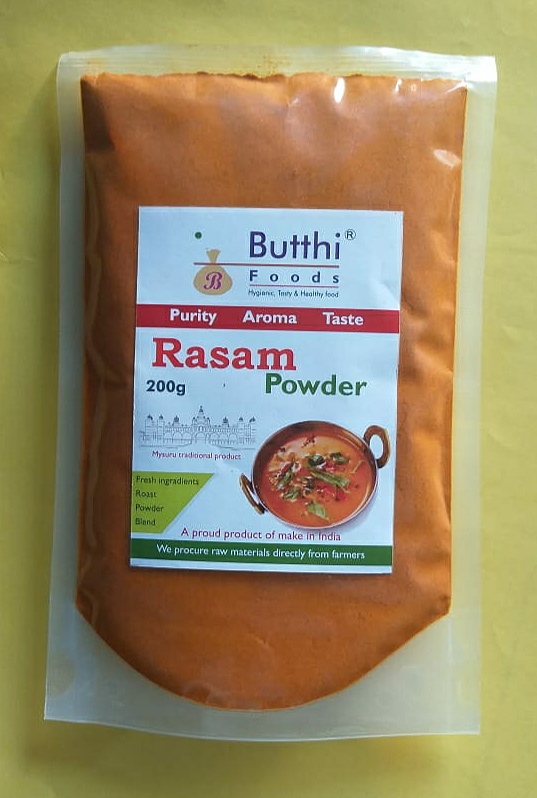 Butthi®
B
Foods
Hygienic, Tasty & Healthy food
Purity Aroma Taste
Rasam
200g Powder
Mysuru traditional product
Fresh ingredients
Roast
Powder
Blend
A proud product of make in India
We procure raw materials directly from farmers